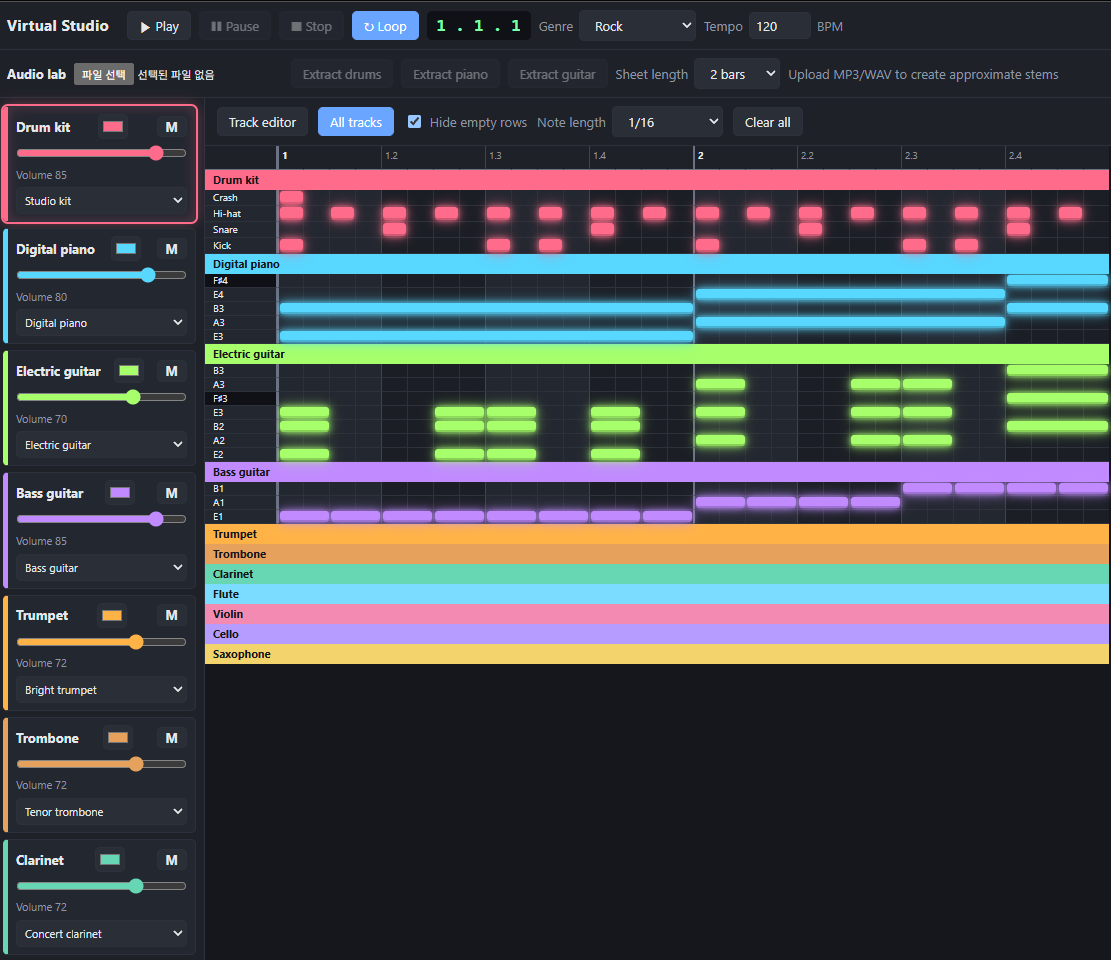 Virtual Studio ▶ Play ⏸ Pause ⏹ Stop ↻ Loop 1 . 1 . 1 Genre Rock Tempo 120 BPM
Audio lab 파일 선택 선택된 파일 없음 Extract drums Extract piano Extract guitar Sheet length 2 bars Upload MP3/WAV to create approximate stems
Drum kit M
Volume 85
Studio kit
Digital piano M
Volume 80
Digital piano
Electric guitar M
Volume 70
Electric guitar
Bass guitar M
Volume 85
Bass guitar
Trumpet M
Volume 72
Bright trumpet
Trombone M
Volume 72
Tenor trombone
Clarinet M
Volume 72
Concert clarinet
Track editor All tracks Hide empty rows Note length 1/16 Clear all
1 1.2 1.3 1.4 2 2.2 2.3 2.4
Drum kit
Crash
Hi-hat
Snare
Kick
Digital piano
F#4
E4
B3
A3
E3
Electric guitar
B3
A3
F#3
E3
B2
A2
E2
Bass guitar
B1
A1
E1
Trumpet
Trombone
Clarinet
Flute
Violin
Cello
Saxophone